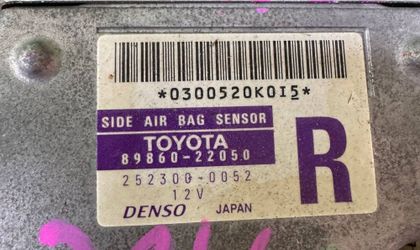 *0300520K0I5*
SIDE AIR BAG SENSOR
TOYOTA
89860-22050
R
252300-0052
12V
DENSO JAPAN